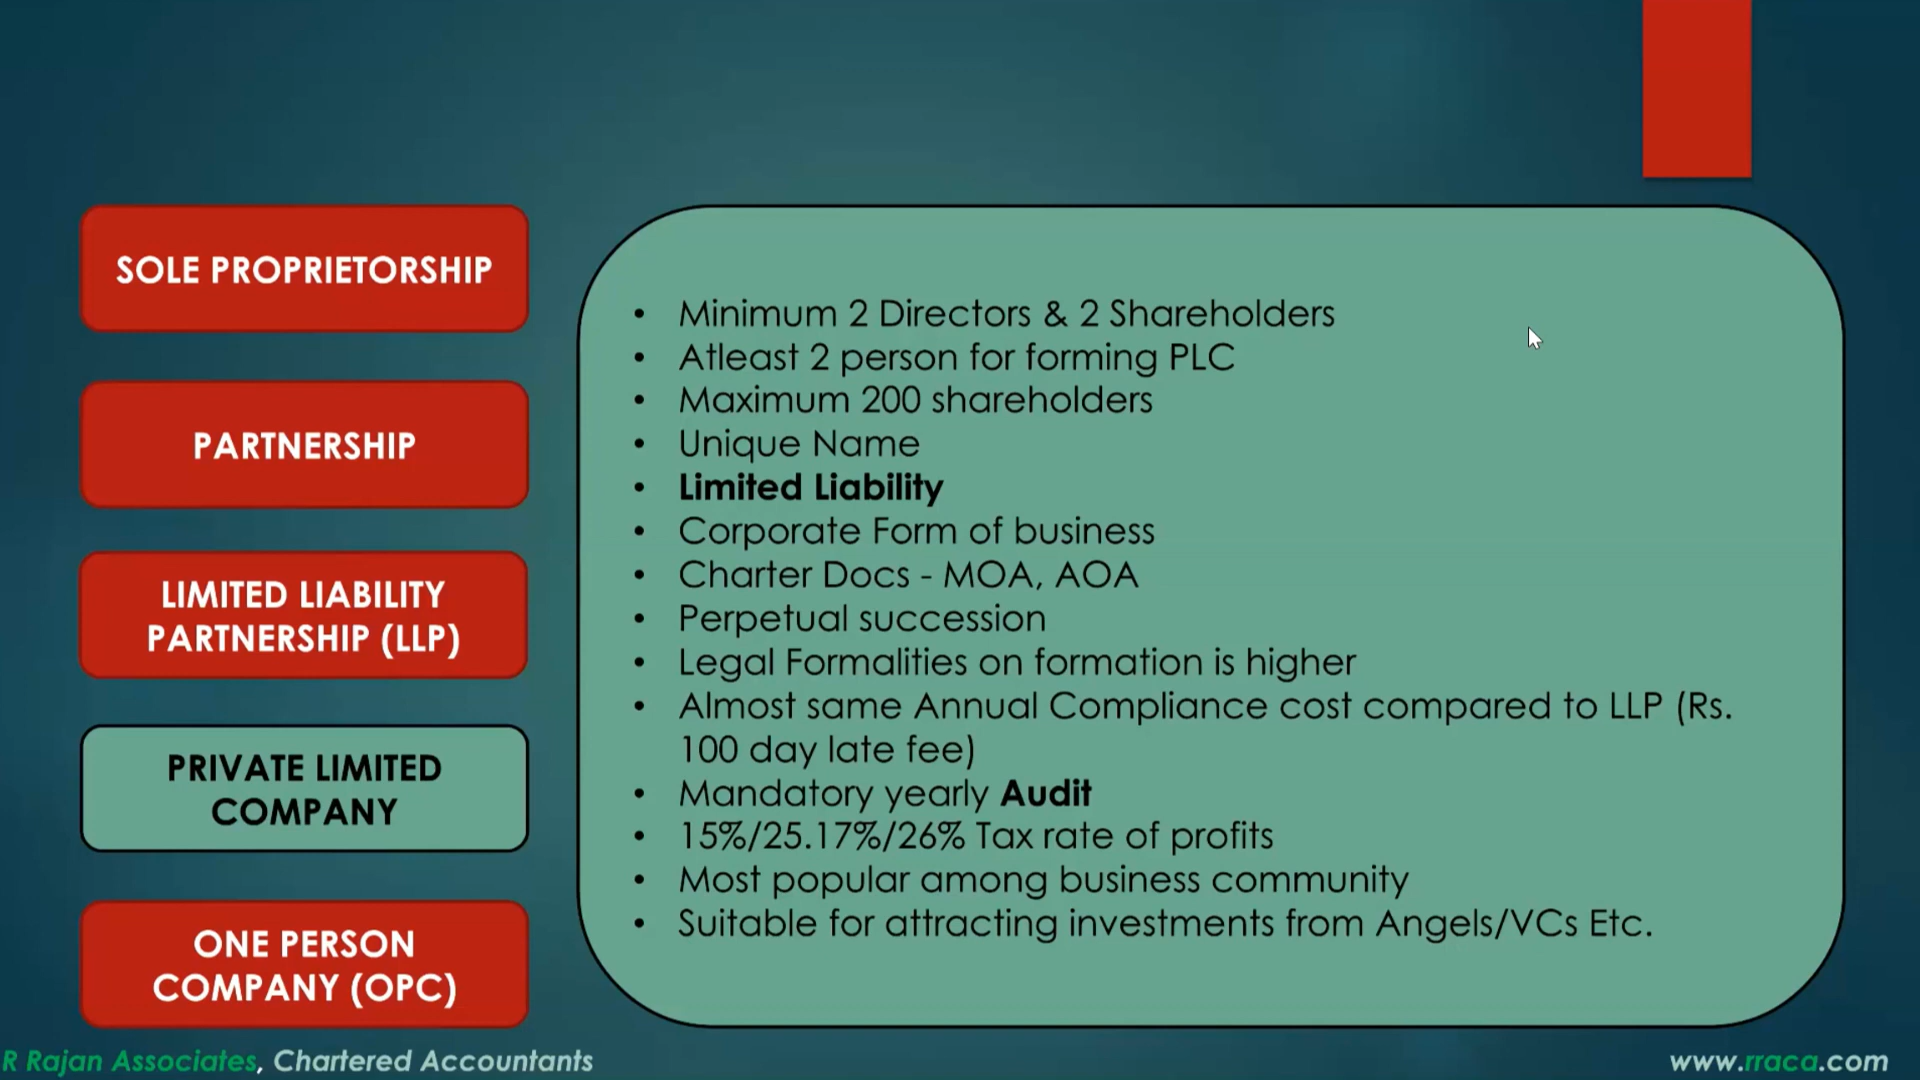 SOLE PROPRIETORSHIP
PARTNERSHIP
LIMITED LIABILITY
PARTNERSHIP (LLP)
PRIVATE LIMITED
COMPANY
ONE PERSON
COMPANY (OPC)
• Minimum 2 Directors & 2 Shareholders
• Atleast 2 person for forming PLC
• Maximum 200 shareholders
• Unique Name
• Limited Liability
• Corporate Form of business
• Charter Docs - MOA, AOA
• Perpetual succession
• Legal Formalities on formation is higher
• Almost same Annual Compliance cost compared to LLP (Rs.
100 day late fee)
• Mandatory yearly Audit
• 15%/25.17%/26% Tax rate of profits
• Most popular among business community
• Suitable for attracting investments from Angels/VCs Etc.
R Rajan Associates, Chartered Accountants
www.rraca.com